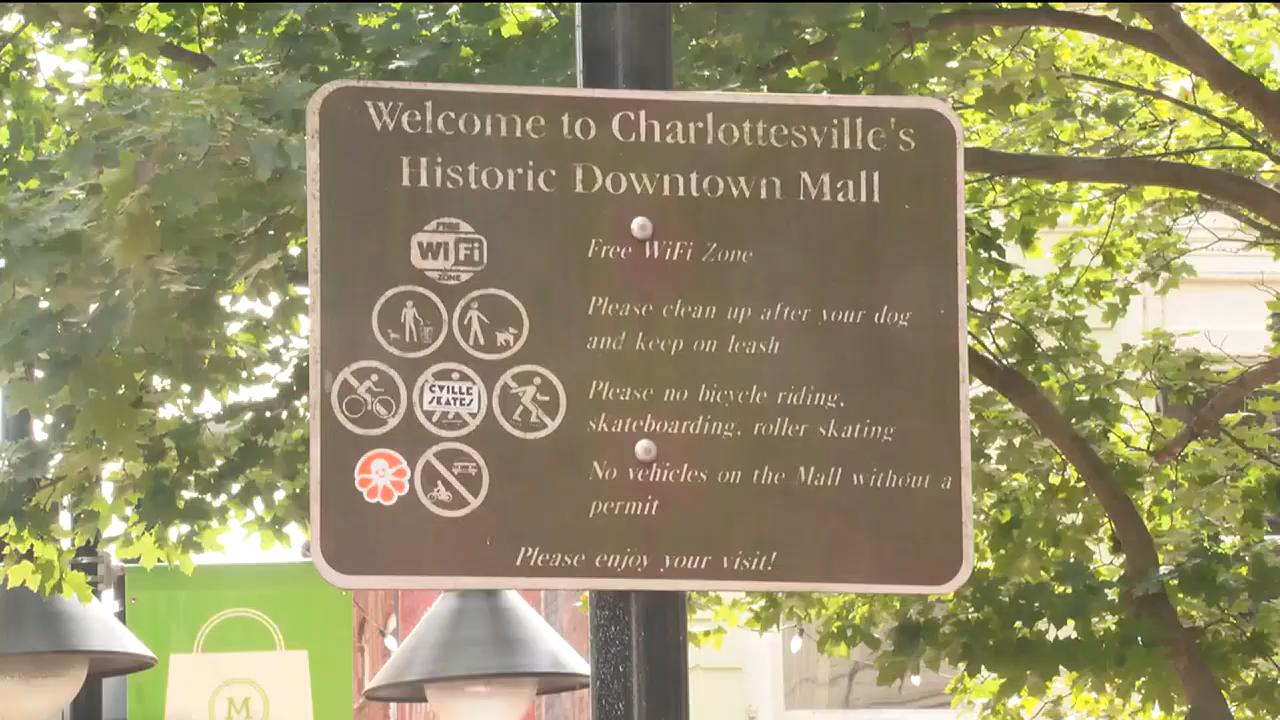 Welcome to Charlottesville's
Historic Downtown Mall
FREE
WiFi
ZONE
Free WiFi Zone
Please clean up after your dog
and keep on leash
CVILLE
SKATES
Please no bicycle riding,
skateboarding, roller skating
No vehicles on the Mall without a
permit
Please enjoy your visit!
M